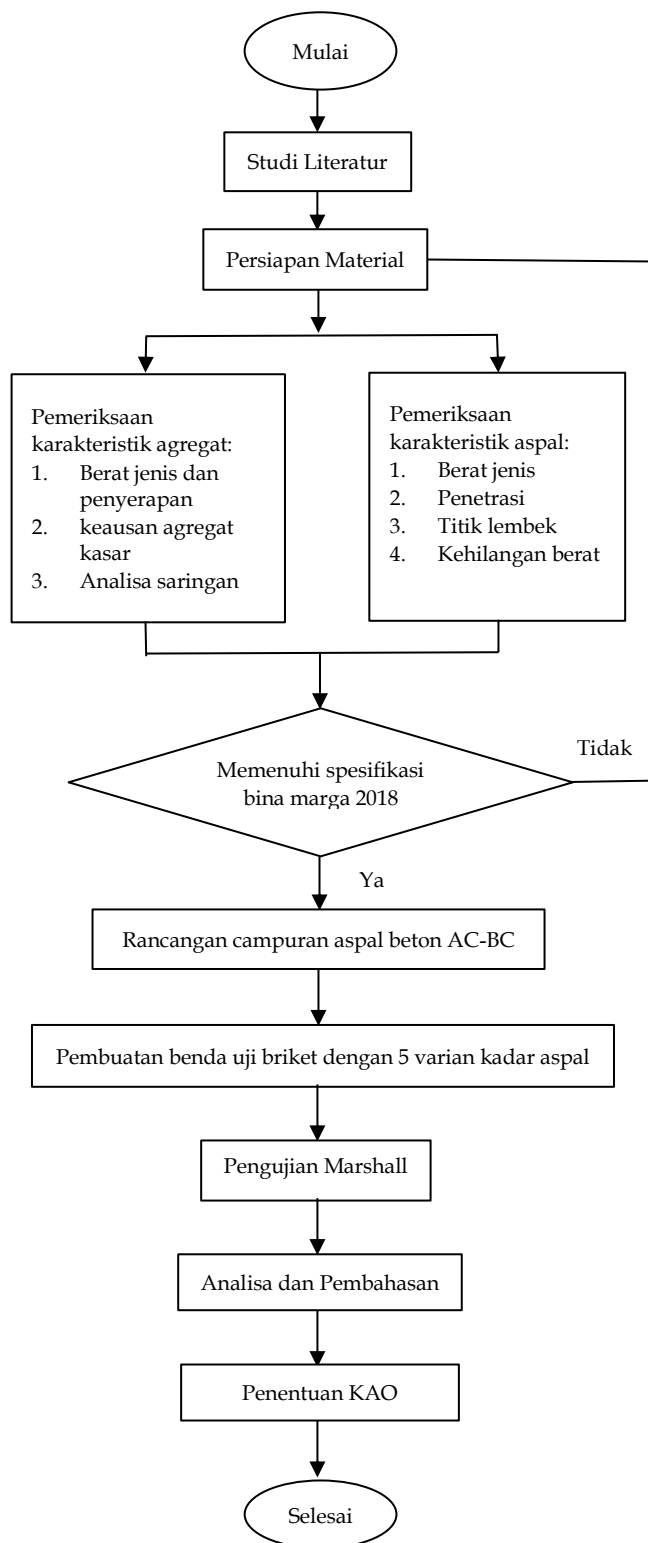 Mulai
Studi Literatur
Persiapan Material
Pemeriksaan
karakteristik agregat:
1. Berat jenis dan
penyerapan
2. keausan agregat
kasar
3. Analisa saringan
Pemeriksaan
karakteristik aspal:
1. Berat jenis
2. Penetrasi
3. Titik lembek
4. Kehilangan berat
Memenuhi spesifikasi
bina marga 2018
Tidak
Ya
Rancangan campuran aspal beton AC-BC
Pembuatan benda uji briket dengan 5 varian kadar aspal
Pengujian Marshall
Analisa dan Pembahasan
Penentuan KAO
Selesai